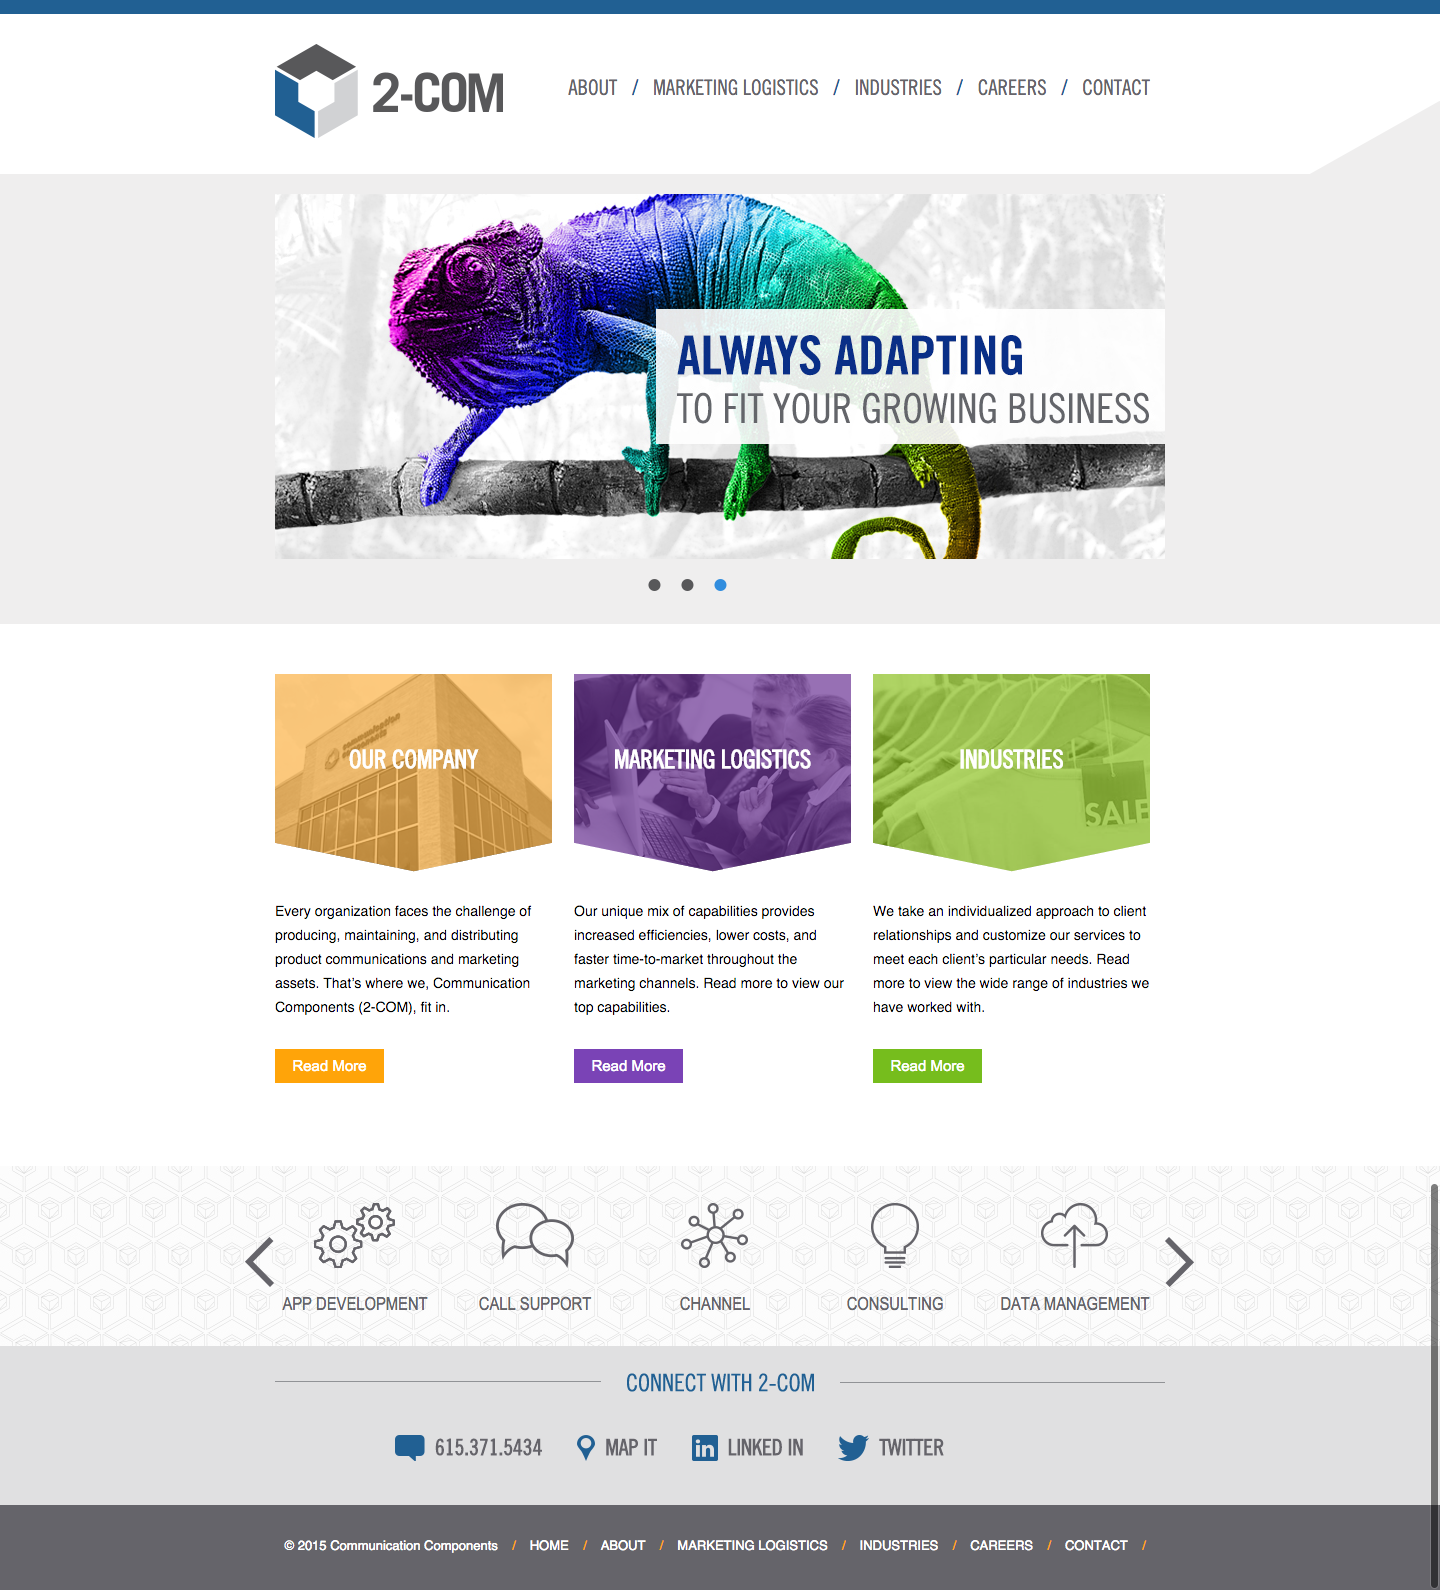 2-COM
ABOUT / MARKETING LOGISTICS / INDUSTRIES / CAREERS / CONTACT
ALWAYS ADAPTING
TO FIT YOUR GROWING BUSINESS
communication
components
OUR COMPANY
MARKETING LOGISTICS
INDUSTRIES
SALE
Every organization faces the challenge of
producing, maintaining, and distributing
product communications and marketing
assets. That’s where we, Communication
Components (2-COM), fit in.
Read More
Our unique mix of capabilities provides
increased efficiencies, lower costs, and
faster time-to-market throughout the
marketing channels. Read more to view our
top capabilities.
Read More
We take an individualized approach to client
relationships and customize our services to
meet each client’s particular needs. Read
more to view the wide range of industries we
have worked with.
Read More
APP DEVELOPMENT
CALL SUPPORT
CHANNEL
CONSULTING
DATA MANAGEMENT
CONNECT WITH 2-COM
615.371.5434
MAP IT
in LINKED IN
TWITTER
© 2015 Communication Components / HOME / ABOUT / MARKETING LOGISTICS / INDUSTRIES / CAREERS / CONTACT /